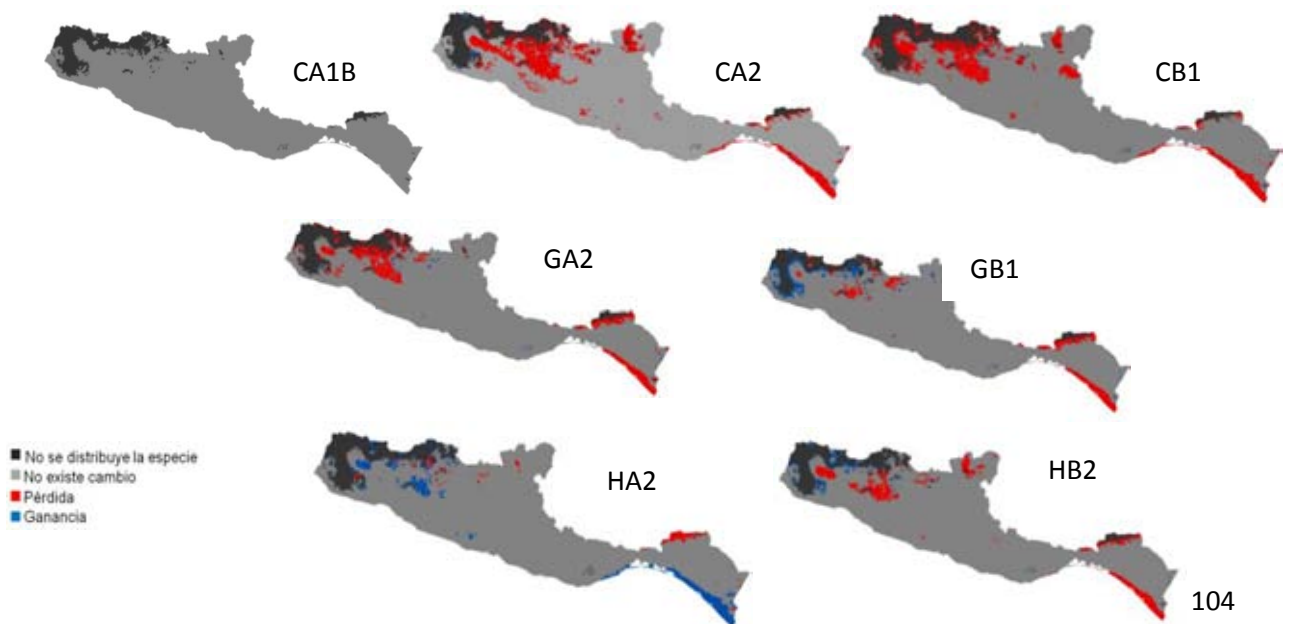 CA1B
CA2
CB1
GA2
GB1
No se distribuye la especie
No existe cambio
Pérdida
Ganancia
HA2
HB2
104